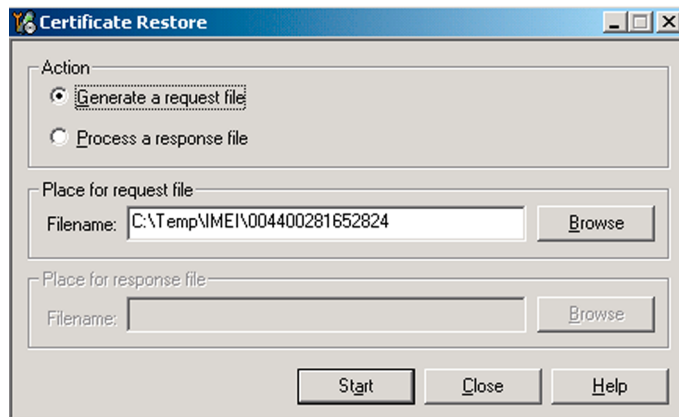 Certificate Restore
Action
Generate a request file
Process a response file
Place for request file
Filename: C:\Temp\IMEI\004400281652824 Browse
Place for response file
Filename: Browse
Start Close Help